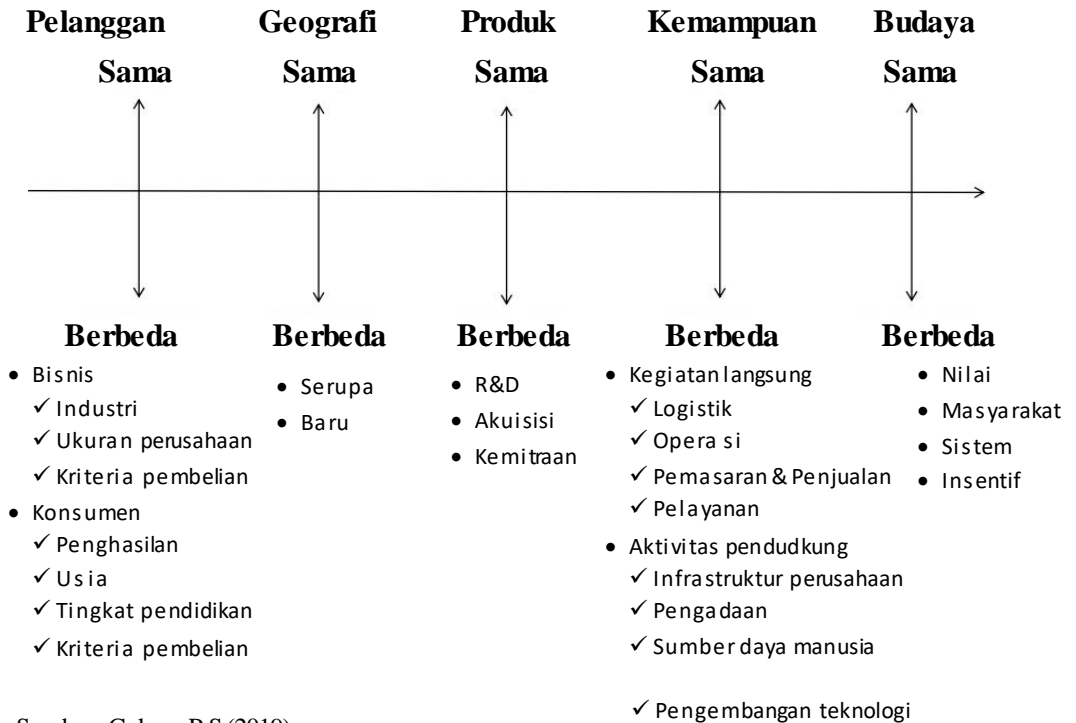 Pelanggan Geografi Produk Kemampuan Budaya
Sama Sama Sama Sama Sama
Berbeda Berbeda Berbeda Berbeda Berbeda
• Bisnis
✓ Industri
✓ Ukuran perusahaan
✓ Kriteria pembelian
• Konsumen
✓ Penghasilan
✓ Usia
✓ Tingkat pendidikan
✓ Kriteria pembelian
• Serupa
• Baru
• R&D
• Akuisisi
• Kemitraan
• Kegiatan langsung
✓ Logistik
✓ Operasi
✓ Pemasaran & Penjualan
✓ Pelayanan
• Aktivitas pendudkung
✓ Infrastruktur perusahaan
✓ Pengadaan
✓ Sumber daya manusia
✓ Pengembangan teknologi
• Nilai
• Masyarakat
• Sistem
• Insentif